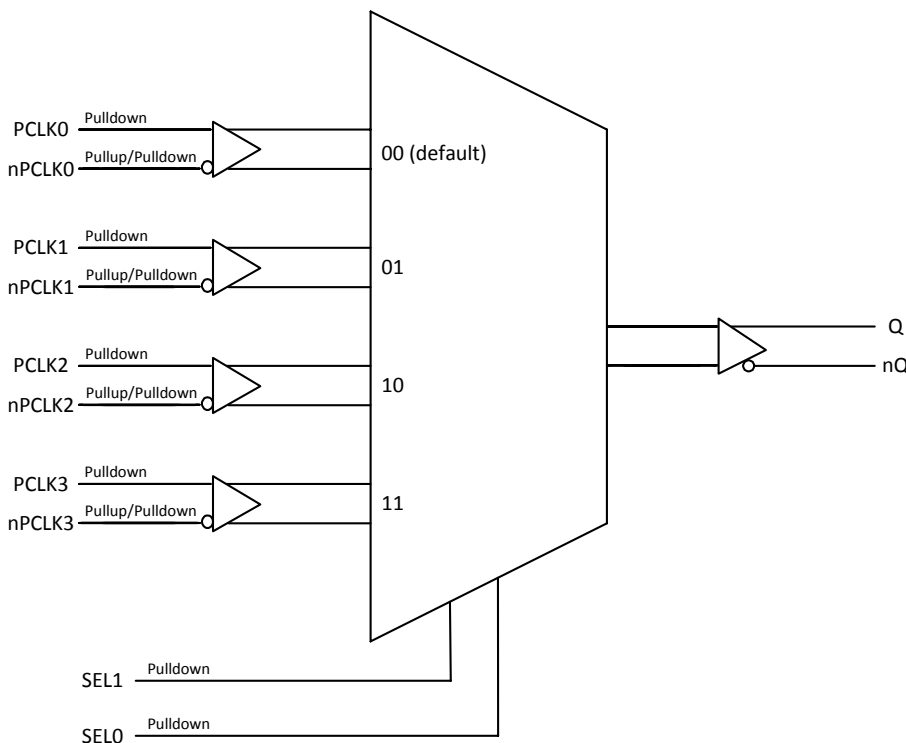 PCLK0 Pulldown
nPCLK0 Pullup/Pulldown
00 (default)
PCLK1 Pulldown
nPCLK1 Pullup/Pulldown
01
Q
nQ
PCLK2 Pulldown
nPCLK2 Pullup/Pulldown
10
PCLK3 Pulldown
nPCLK3 Pullup/Pulldown
11
SEL1 Pulldown
SEL0 Pulldown